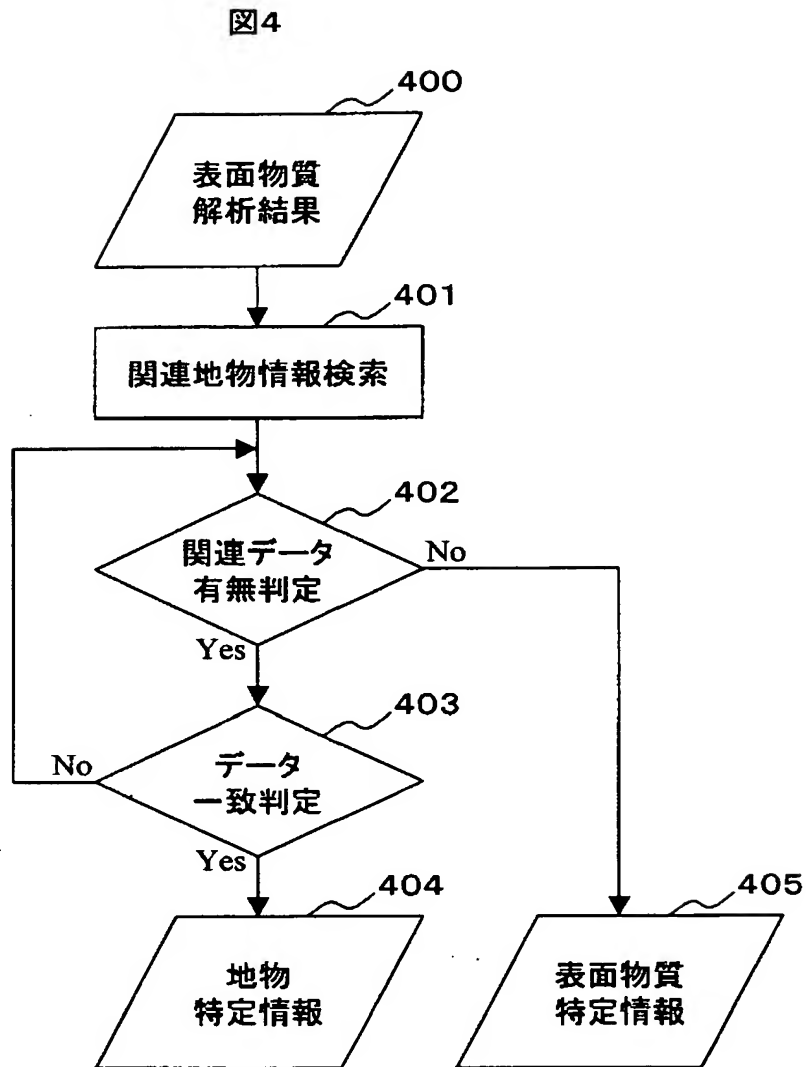 図4
400
表面物質
解析結果
401
関連地物情報検索
402
関連データ
有無判定
No
Yes
403
No
データ
一致判定
Yes
404
地物
特定情報
405
表面物質
特定情報